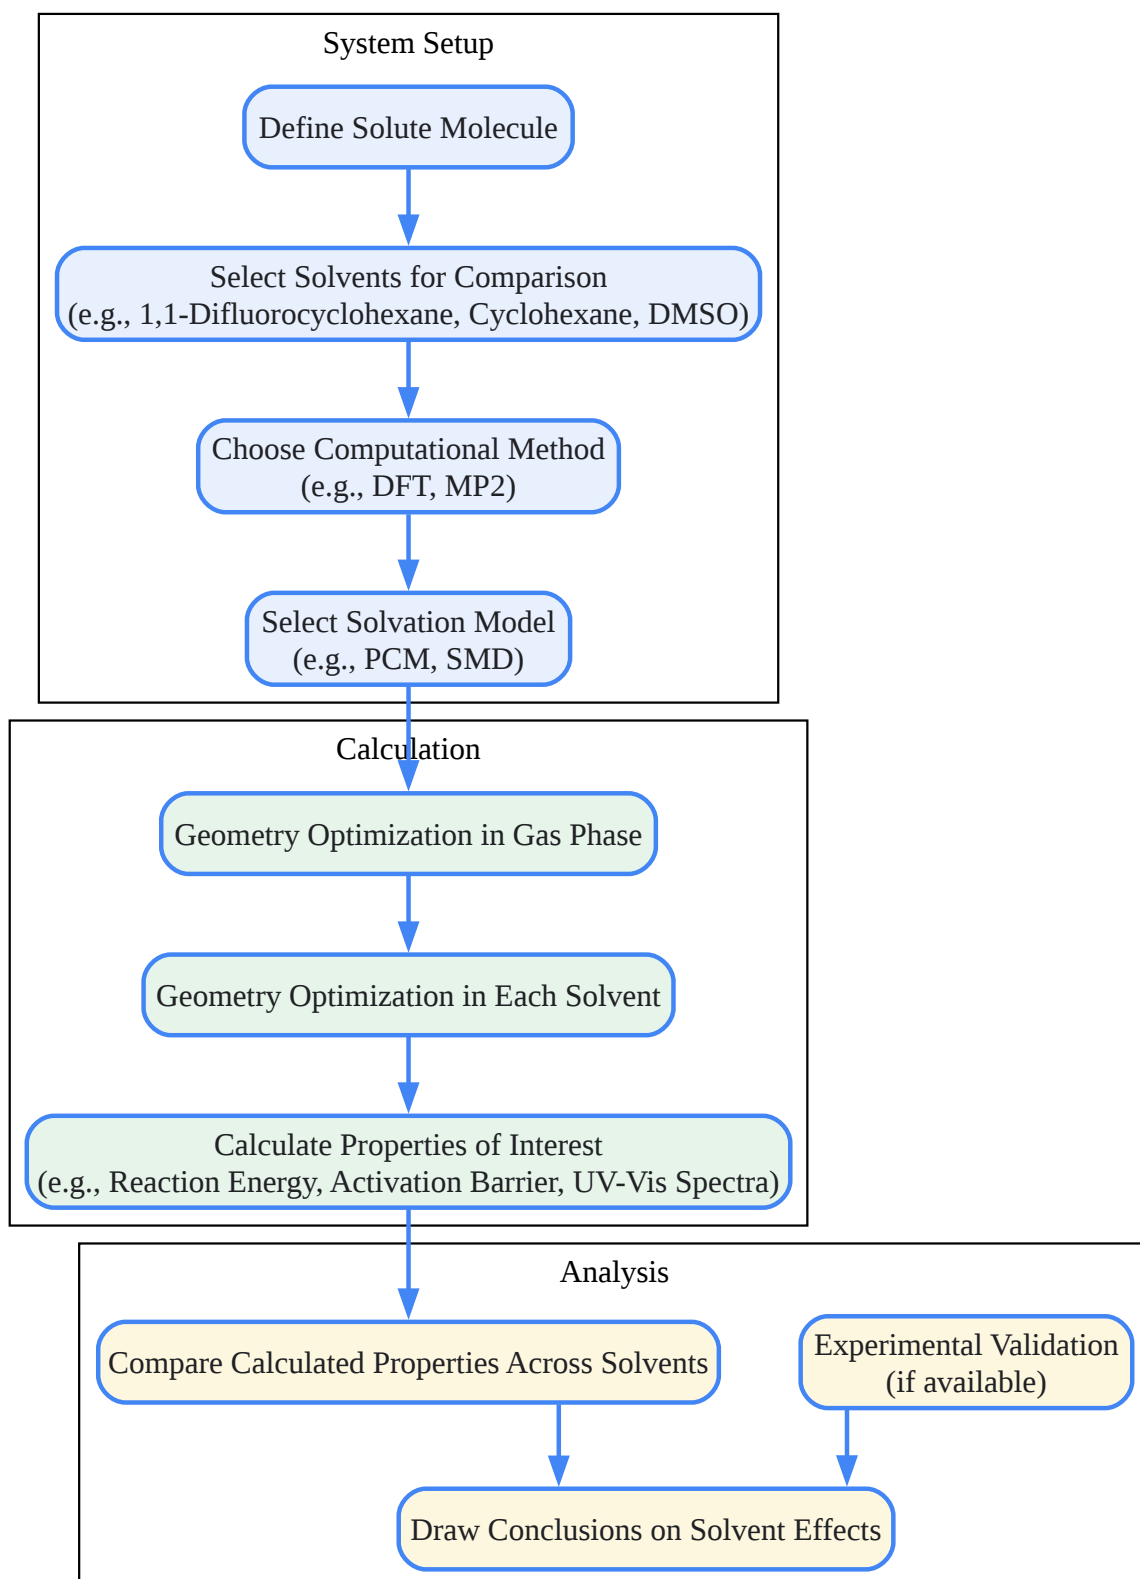 System Setup
Define Solute Molecule
Select Solvents for Comparison
(e.g., 1,1-Difluorocyclohexane, Cyclohexane, DMSO)
Choose Computational Method
(e.g., DFT, MP2)
Select Solvation Model
(e.g., PCM, SMD)
Calculation
Geometry Optimization in Gas Phase
Geometry Optimization in Each Solvent
Calculate Properties of Interest
(e.g., Reaction Energy, Activation Barrier, UV-Vis Spectra)
Analysis
Compare Calculated Properties Across Solvents
Experimental Validation
(if available)
Draw Conclusions on Solvent Effects